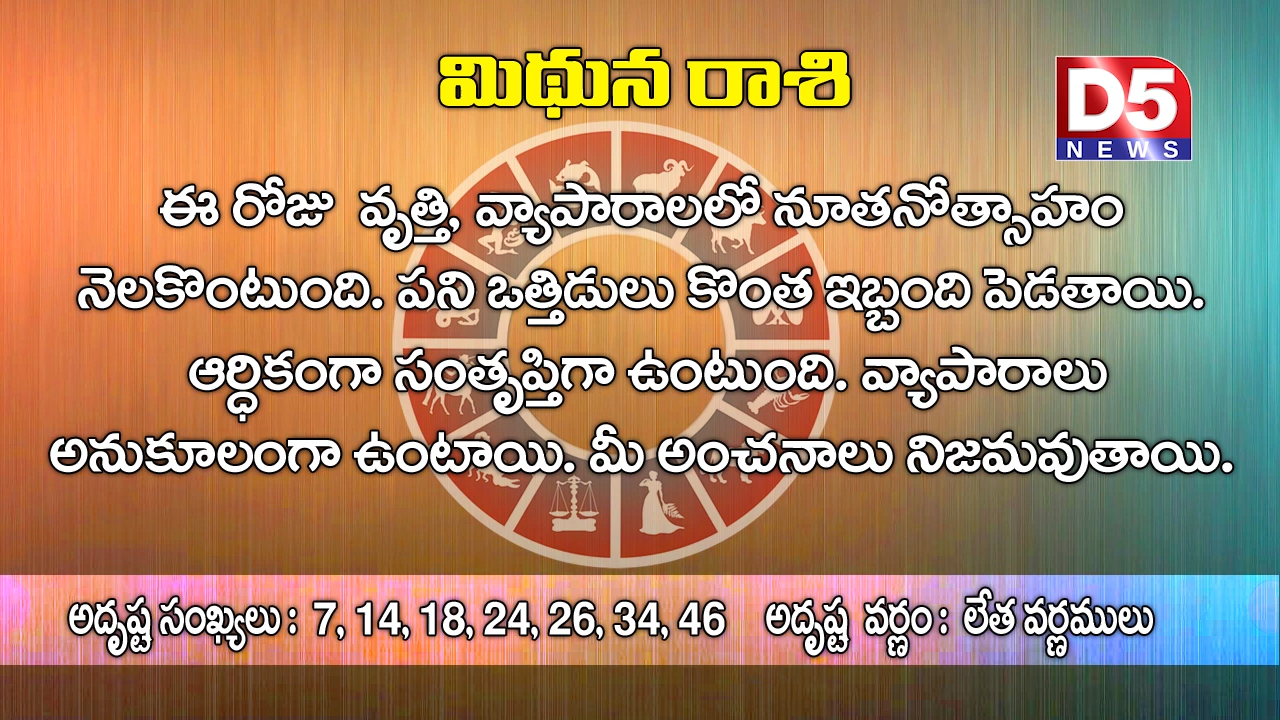 మిథున రాశి
D5
NEWS
ఈ రోజు వృత్తి, వ్యాపారాలలో నూతనోత్సాహం
నెలకొంటుంది. పని ఒత్తిడులు కొంత ఇబ్బంది పెడతాయి.
ఆర్ధికంగా సంతృప్తిగా ఉంటుంది. వ్యాపారాలు
అనుకూలంగా ఉంటాయి. మీ అంచనాలు నిజమవుతాయి.
అదృష్ట సంఖ్యలు : 7, 14, 18, 24, 26, 34, 46 అదృష్ట వర్ణం : లేత వర్ణములు